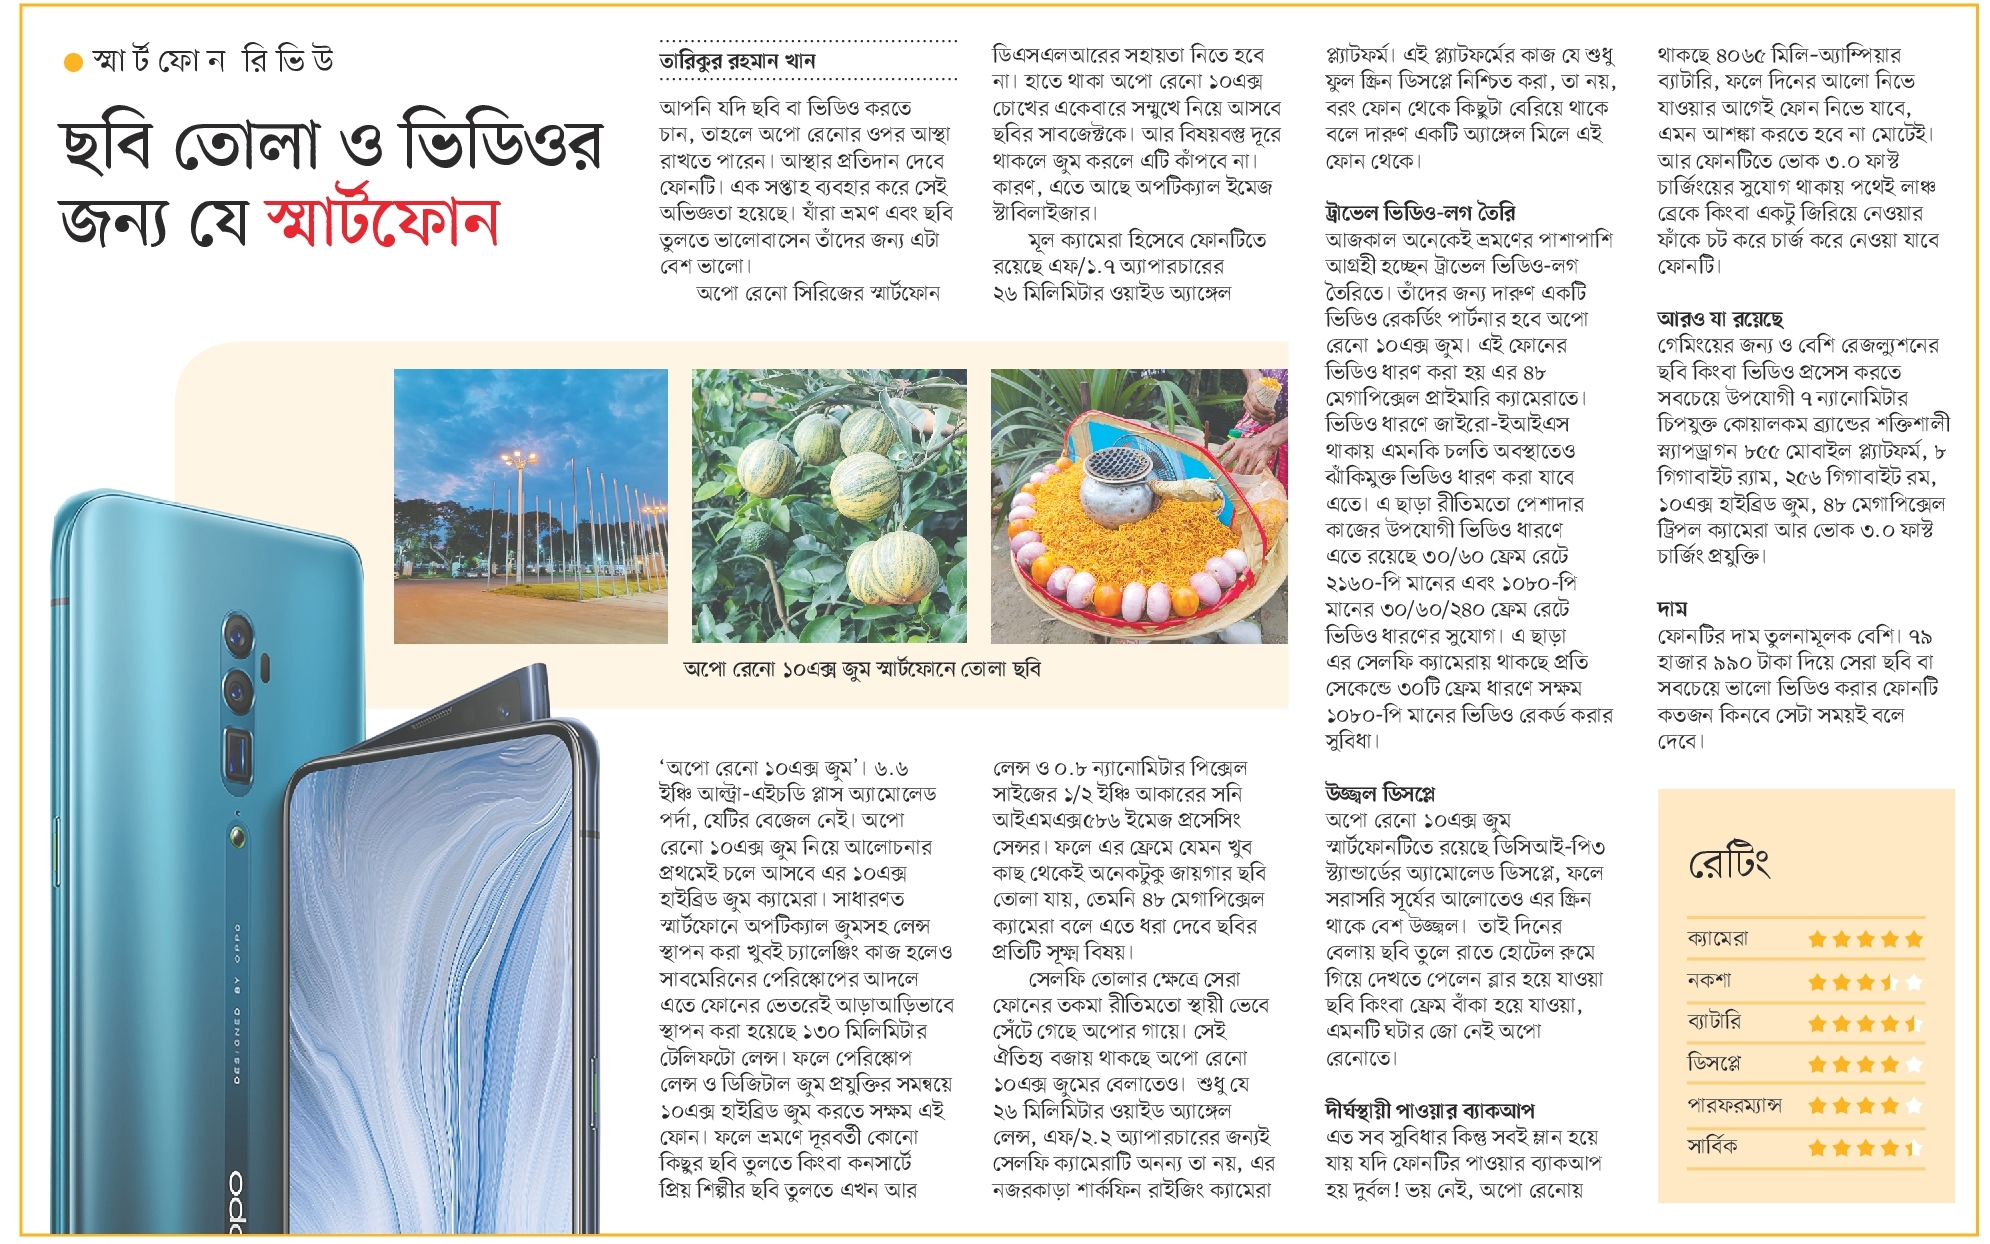 স্মার্টফোন রিভিউ
ছবি তোলা ও ভিডিওর
জন্য যে স্মার্টফোন
তারিকুর রহমান খান
আপনি যদি ছবি বা ভিডিও করতে
চান, তাহলে অপো রেনোর ওপর আস্থা
রাখতে পারেন। আস্থার প্রতিদান দেবে
ফোনটি। এক সপ্তাহ ব্যবহার করে সেই
অভিজ্ঞতা হয়েছে। যাঁরা ভ্রমণ এবং ছবি
তুলতে ভালোবাসেন তাঁদের জন্য এটা
বেশ ভালো।
অপো রেনো সিরিজের স্মার্টফোন
‘অপো রেনো ১০এক্স জুম’। ৬.৬
ইঞ্চি আল্ট্রা-এইচডি প্লাস অ্যামোলেড
পর্দা, যেটির বেজেল নেই। অপো
রেনো ১০এক্স জুম নিয়ে আলোচনার
প্রথমেই চলে আসবে এর ১০এক্স
হাইব্রিড জুম ক্যামেরা। সাধারণত
স্মার্টফোনে অপটিক্যাল জুমসহ লেন্স
স্থাপন করা খুবই চ্যালেঞ্জিং কাজ হলেও
সাবমেরিনের পেরিস্কোপের আদলে
এতে ফোনের ভেতরেই আড়াআড়িভাবে
স্থাপন করা হয়েছে ১৩০ মিলিমিটার
টেলিফটো লেন্স। ফলে পেরিস্কোপ
লেন্স ও ডিজিটাল জুম প্রযুক্তির সমন্বয়ে
১০এক্স হাইব্রিড জুম করতে সক্ষম এই
ফোন। ফলে ভ্রমণে দূরবর্তী কোনো
কিছুর ছবি তুলতে কিংবা কনসার্টে
প্রিয় শিল্পীর ছবি তুলতে এখন আর
ডিএসএলআরের সহায়তা নিতে হবে
না। হাতে থাকা অপো রেনো ১০এক্স
চোখের একেবারে সম্মুখে নিয়ে আসবে
ছবির সাবজেক্টকে। আর বিষয়বস্তু দূরে
থাকলে জুম করলে এটি কাঁপবে না।
কারণ, এতে আছে অপটিক্যাল ইমেজ
স্টাবিলাইজার।
মূল ক্যামেরা হিসেবে ফোনটিতে
রয়েছে এফ/১.৭ অ্যাপারচারের
২৬ মিলিমিটার ওয়াইড অ্যাঙ্গেল
লেন্স ও ০.৮ ন্যানোমিটার পিক্সেল
সাইজের ১/২ ইঞ্চি আকারের সনি
আইএমএক্স৫৮৬ ইমেজ প্রসেসিং
সেন্সর। ফলে এর ফ্রেমে যেমন খুব
কাছ থেকেই অনেকটুকু জায়গার ছবি
তোলা যায়, তেমনি ৪৮ মেগাপিক্সেল
ক্যামেরা বলে এতে ধরা দেবে ছবির
প্রতিটি সূক্ষ্ম বিষয়।
সেলফি তোলার ক্ষেত্রে সেরা
ফোনের তকমা রীতিমতো স্থায়ী ভেবে
সেঁটে গেছে অপোর গায়ে। সেই
ঐতিহ্য বজায় থাকছে অপো রেনো
১০এক্স জুমের বেলাতেও। শুধু যে
২৬ মিলিমিটার ওয়াইড অ্যাঙ্গেল
লেন্স, এফ/২.২ অ্যাপারচারের জন্যই
সেলফি ক্যামেরাটি অনন্য তা নয়, এর
নজরকাড়া শার্কফিন রাইজিং ক্যামেরা
প্ল্যাটফর্ম। এই প্ল্যাটফর্মের কাজ যে শুধু
ফুল স্ক্রিন ডিসপ্লে নিশ্চিত করা, তা নয়,
বরং ফোন থেকে কিছুটা বেরিয়ে থাকে
বলে দারুণ একটি অ্যাঙ্গেল মিলে এই
ফোন থেকে।
ট্রাভেল ভিডিও-লগ তৈরি
আজকাল অনেকেই ভ্রমণের পাশাপাশি
আগ্রহী হচ্ছেন ট্রাভেল ভিডিও-লগ
তৈরিতে। তাঁদের জন্য দারুণ একটি
ভিডিও রেকর্ডিং পার্টনার হবে অপো
রেনো ১০এক্স জুম। এই ফোনের
ভিডিও ধারণ করা হয় এর ৪৮
মেগাপিক্সেল প্রাইমারি ক্যামেরাতে।
ভিডিও ধারণে জাইরো-ইআইএস
থাকায় এমনকি চলতি অবস্থাতেও
ঝাঁকিমুক্ত ভিডিও ধারণ করা যাবে
এতে। এ ছাড়া রীতিমতো পেশাদার
কাজের উপযোগী ভিডিও ধারণে
এতে রয়েছে ৩০/৬০ ফ্রেম রেটে
২১৬০-পি মানের এবং ১০৮০-পি
মানের ৩০/৬০/২৪০ ফ্রেম রেটে
ভিডিও ধারণের সুযোগ। এ ছাড়া
এর সেলফি ক্যামেরায় থাকছে প্রতি
সেকেন্ডে ৩০টি ফ্রেম ধারণে সক্ষম
১০৮০-পি মানের ভিডিও রেকর্ড করার
সুবিধা।
উজ্জ্বল ডিসপ্লে
অপো রেনো ১০এক্স জুম
স্মার্টফোনটিতে রয়েছে ডিসিআই-পি৩
স্ট্যান্ডার্ডের অ্যামোলেড ডিসপ্লে, ফলে
সরাসরি সূর্যের আলোতেও এর স্ক্রিন
থাকে বেশ উজ্জ্বল। তাই দিনের
বেলায় ছবি তুলে রাতে হোটেল রুমে
গিয়ে দেখতে পেলেন ব্লার হয়ে যাওয়া
ছবি কিংবা ফ্রেম বাঁকা হয়ে যাওয়া,
এমনটি ঘটার জো নেই অপো
রেনোতে।
দীর্ঘস্থায়ী পাওয়ার ব্যাকআপ
এত সব সুবিধার কিন্তু সবই ম্লান হয়ে
যায় যদি ফোনটির পাওয়ার ব্যাকআপ
হয় দুর্বল! ভয় নেই, অপো রেনোয়
থাকছে ৪০৬৫ মিলি-অ্যাম্পিয়ার
ব্যাটারি, ফলে দিনের আলো নিভে
যাওয়ার আগেই ফোন নিভে যাবে,
এমন আশঙ্কা করতে হবে না মোটেই।
আর ফোনটিতে ভোক ৩.০ ফাস্ট
চার্জিংয়ের সুযোগ থাকায় পথেই লাঞ্চ
ব্রেকে কিংবা একটু জিরিয়ে নেওয়ার
ফাঁকে চট করে চার্জ করে নেওয়া যাবে
ফোনটি।
আরও যা রয়েছে
গেমিংয়ের জন্য ও বেশি রেজল্যুশনের
ছবি কিংবা ভিডিও প্রসেস করতে
সবচেয়ে উপযোগী ৭ ন্যানোমিটার
চিপযুক্ত কোয়ালকম ব্র্যান্ডের শক্তিশালী
স্ন্যাপড্রাগন ৮৫৫ মোবাইল প্ল্যাটফর্ম, ৮
গিগাবাইট র‍্যাম, ২৫৬ গিগাবাইট রম,
১০এক্স হাইব্রিড জুম, ৪৮ মেগাপিক্সেল
ট্রিপল ক্যামেরা আর ভোক ৩.০ ফাস্ট
চার্জিং প্রযুক্তি।
দাম
ফোনটির দাম তুলনামূলক বেশি। ৭৯
হাজার ৯৯০ টাকা দিয়ে সেরা ছবি বা
সবচেয়ে ভালো ভিডিও করার ফোনটি
কতজন কিনবে সেটা সময়ই বলে
দেবে।
অপো রেনো ১০এক্স জুম স্মার্টফোনে তোলা ছবি
DESIGNED BY OPPO
oppo
রেটিং
ক্যামেরা
নকশা
ব্যাটারি
ডিসপ্লে
পারফরম্যান্স
সার্বিক